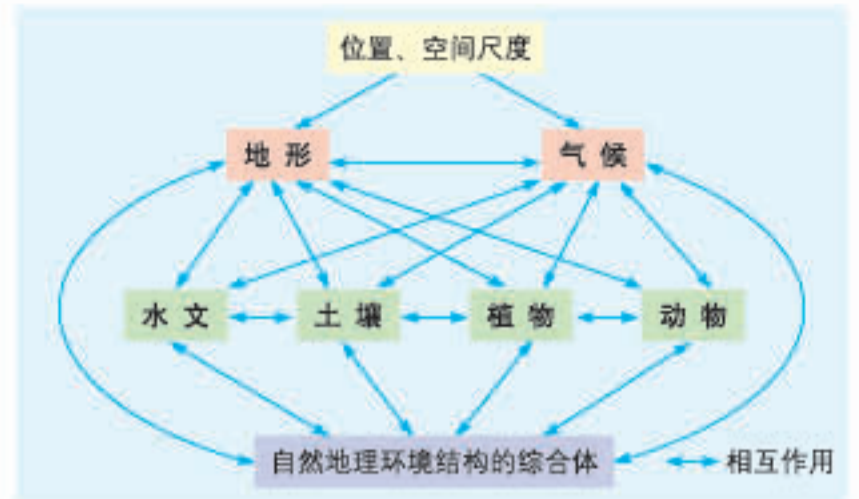 位置、空间尺度
地形
气候
水文
土壤
植物
动物
自然地理环境结构的综合体
相互作用